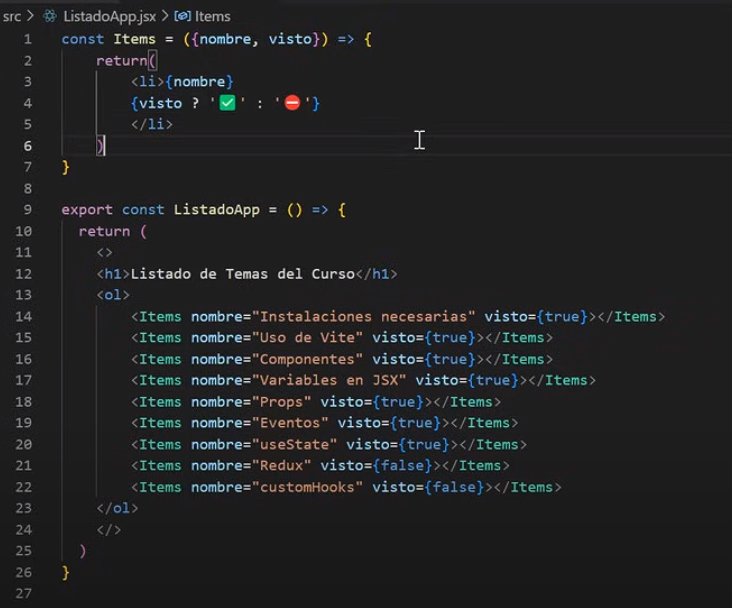 src > ListadoApp.jsx > Items
1 const Items = ({nombre, visto}) => {
2 return(
3 <li>{nombre}
4 {visto ? '✅' : '⛔'}
5 </li>
6 )
7 }
8
9 export const ListadoApp = () => {
10 return (
11 <>
12 <h1>Listado de Temas del Curso</h1>
13 <ol>
14 <Items nombre="Instalaciones necesarias" visto={true}></Items>
15 <Items nombre="Uso de Vite" visto={true}></Items>
16 <Items nombre="Componentes" visto={true}></Items>
17 <Items nombre="Variables en JSX" visto={true}></Items>
18 <Items nombre="Props" visto={true}></Items>
19 <Items nombre="Eventos" visto={true}></Items>
20 <Items nombre="useState" visto={true}></Items>
21 <Items nombre="Redux" visto={false}></Items>
22 <Items nombre="customHooks" visto={false}></Items>
23 </ol>
24 </>
25 )
26 }
27